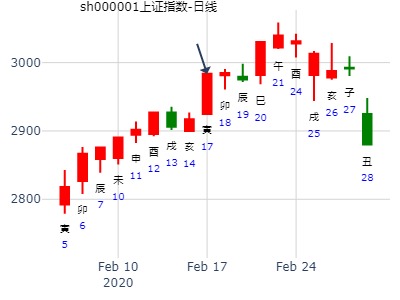 sh000001上证指数-日线
3000
2900
2800
寅
5
卯
6
辰
7
未
10
申
11
酉
12
戌
13
亥
14
寅
17
卯
18
辰
19
巳
20
午
21
酉
24
戌
25
亥
26
子
27
丑
28
Feb 10
2020
Feb 17
Feb 24